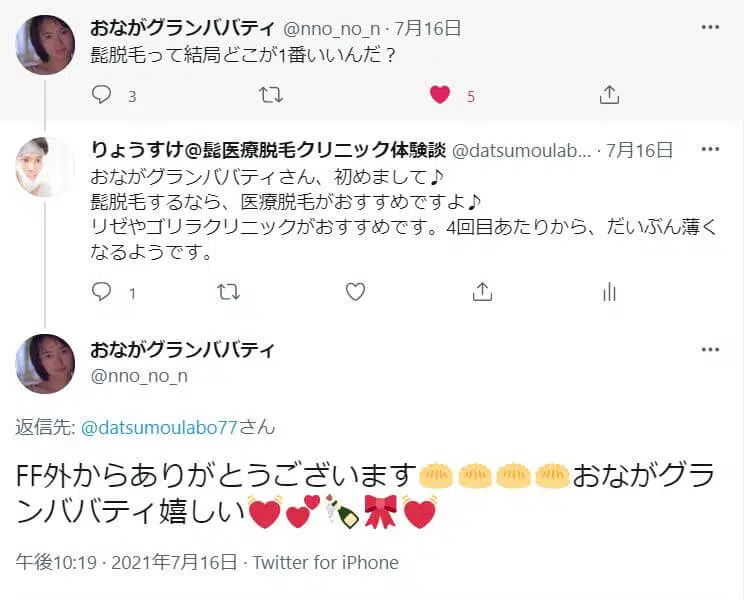 おながグランババティ @nno_no_n · 7月16日
髭脱毛って結局どこが1番いいんだ？
3 5
りょうすけ@髭医療脱毛クリニック体験談 @datsumoulab... · 7月16日
おながグランババティさん、初めまして♪
髭脱毛するなら、医療脱毛がおすすめですよ♪
リゼやゴリラクリニックがおすすめです。4回目あたりから、だいぶん薄く
なるようです。
1
おながグランババティ
@nno_no_n
返信先: @datsumoulabo77さん
FF外からありがとうございます🥟🥟🥟🥟おながグラ
ンババティ嬉しい💓💕🍾🎀💓
午後10:19 · 2021年7月16日 · Twitter for iPhone